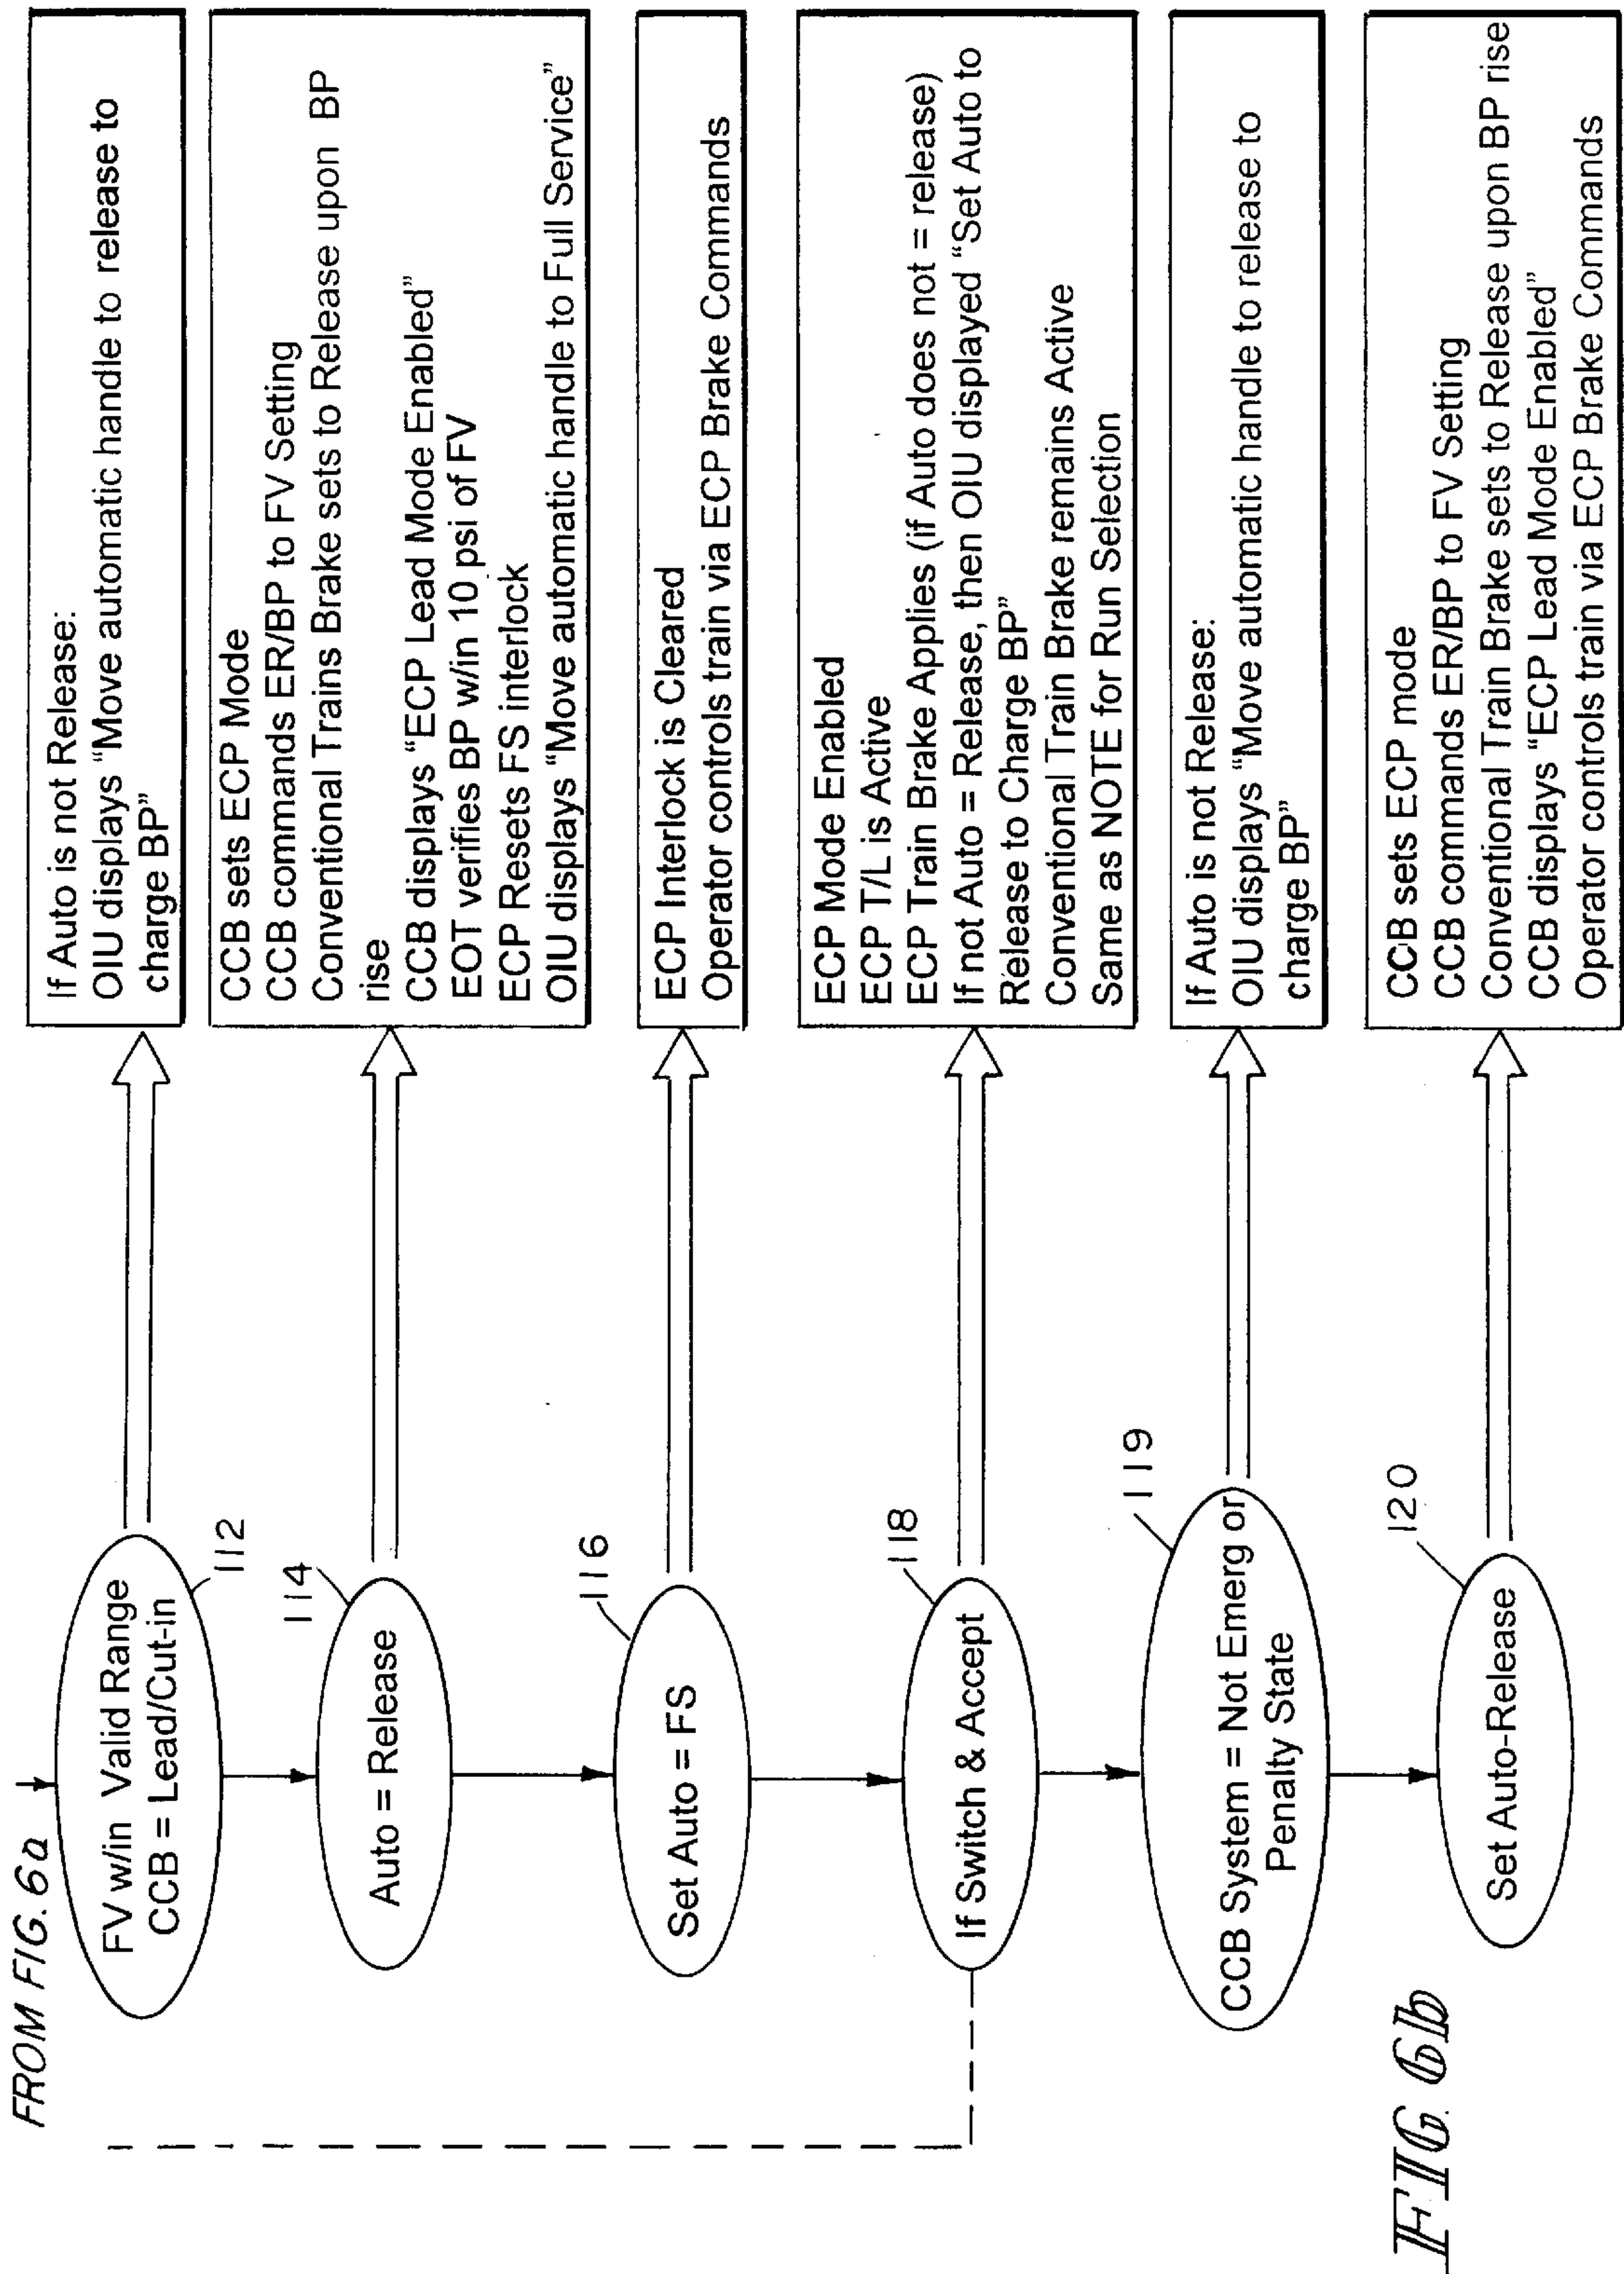 FROM FIG. 6a
FV w/in Valid Range
CCB = Lead/Cut-in
112
If Auto is not Release:
OIU displays “Move automatic handle to release to
charge BP”
Auto = Release
114
CCB sets ECP Mode
CCB commands ER/BP to FV Setting
Conventional Trains Brake sets to Release upon BP
rise
CCB displays “ECP Lead Mode Enabled”
EOT verifies BP w/in 10 psi of FV
ECP Resets FS interlock
OIU displays “Move automatic handle to Full Service”
Set Auto = FS
116
ECP Interlock is Cleared
Operator controls train via ECP Brake Commands
If Switch & Accept
118
ECP Mode Enabled
ECP T/L is Active
ECP Train Brake Applies (if Auto does not = release)
If not Auto = Release, then OIU displayed “Set Auto to
Release to Charge BP”
Conventional Train Brake remains Active
Same as NOTE for Run Selection
CCB System = Not Emerg or
Penalty State
119
If Auto is not Release:
OIU displays “Move automatic handle to release to
charge BP”
Set Auto-Release
120
CCB sets ECP mode
CCB commands ER/BP to FV Setting
Conventional Train Brake sets to Release upon BP rise
CCB displays “ECP Lead Mode Enabled”
Operator controls train via ECP Brake Commands
FIG 6b